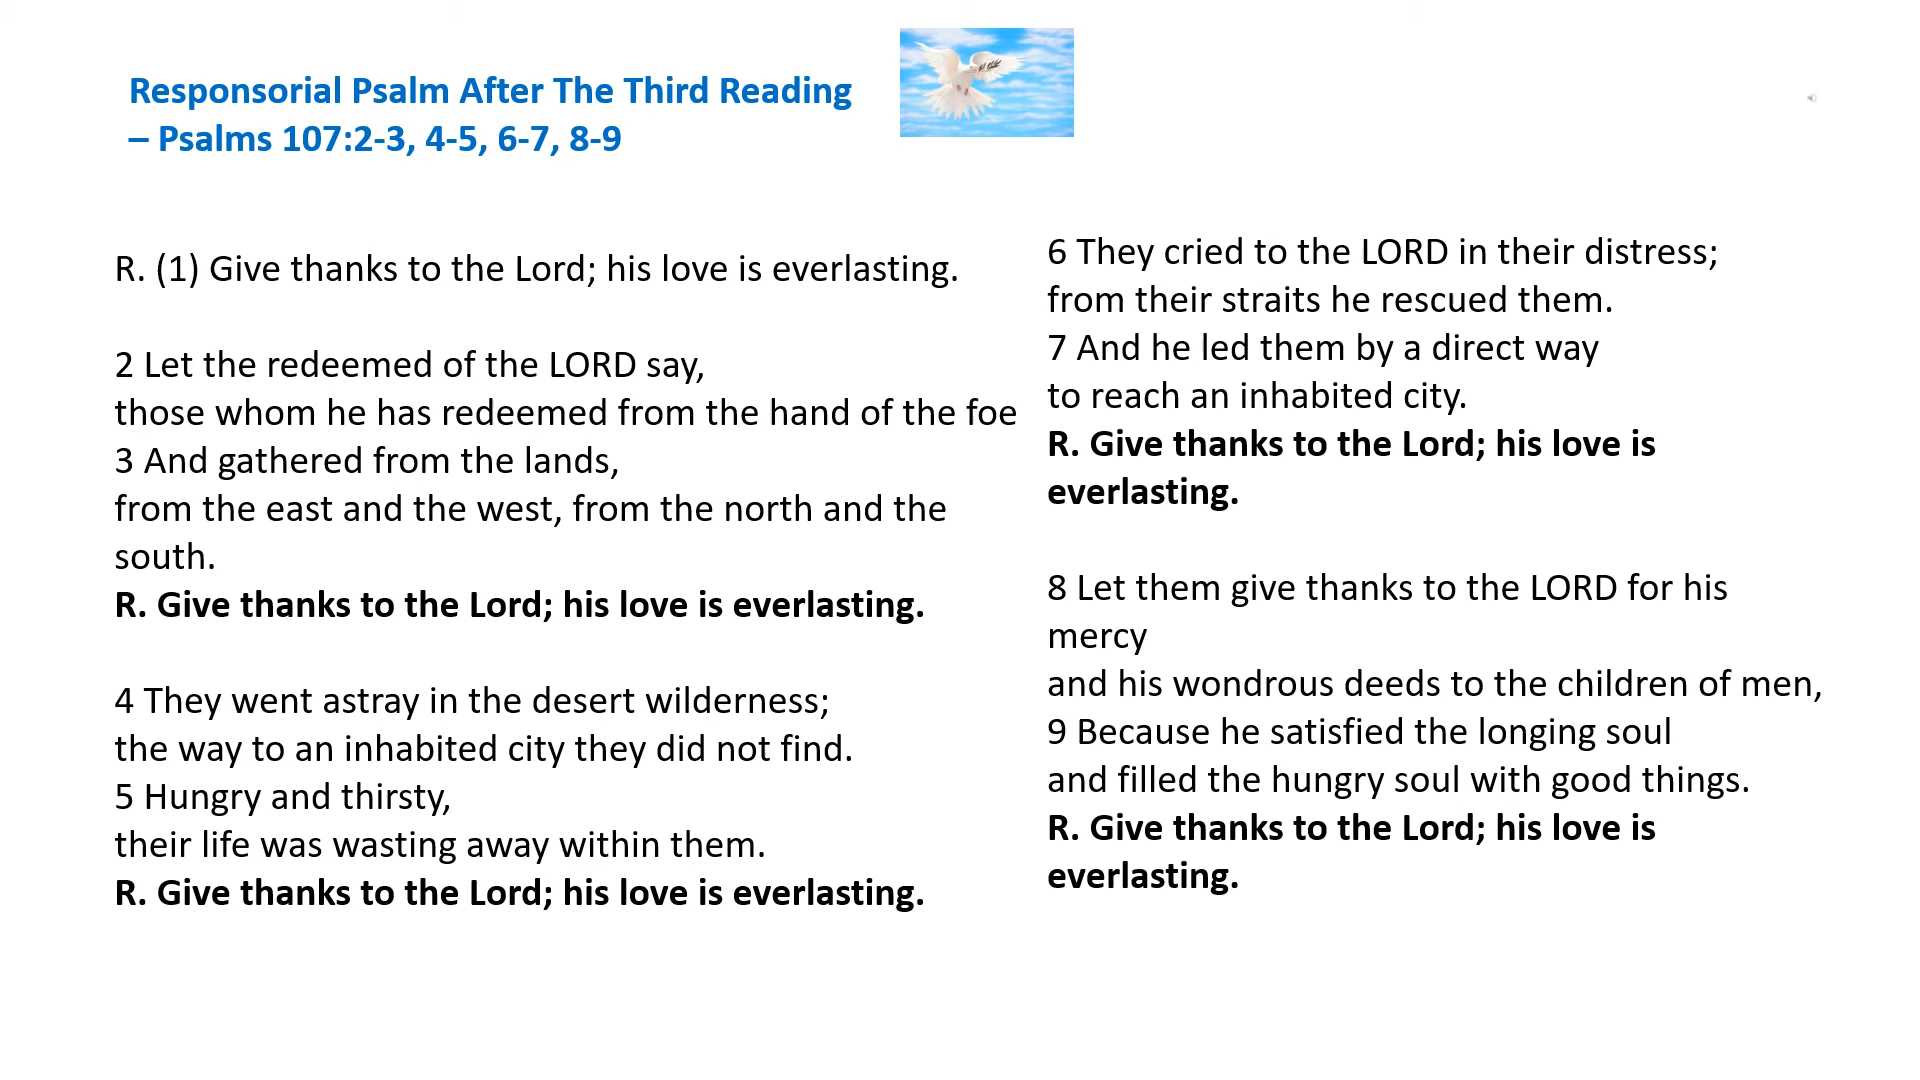 Responsorial Psalm After The Third Reading
– Psalms 107:2-3, 4-5, 6-7, 8-9
R. (1) Give thanks to the Lord; his love is everlasting.
2 Let the redeemed of the LORD say,
those whom he has redeemed from the hand of the foe
3 And gathered from the lands,
from the east and the west, from the north and the
south.
R. Give thanks to the Lord; his love is everlasting.
4 They went astray in the desert wilderness;
the way to an inhabited city they did not find.
5 Hungry and thirsty,
their life was wasting away within them.
R. Give thanks to the Lord; his love is everlasting.
6 They cried to the LORD in their distress;
from their straits he rescued them.
7 And he led them by a direct way
to reach an inhabited city.
R. Give thanks to the Lord; his love is
everlasting.
8 Let them give thanks to the LORD for his
mercy
and his wondrous deeds to the children of men,
9 Because he satisfied the longing soul
and filled the hungry soul with good things.
R. Give thanks to the Lord; his love is
everlasting.